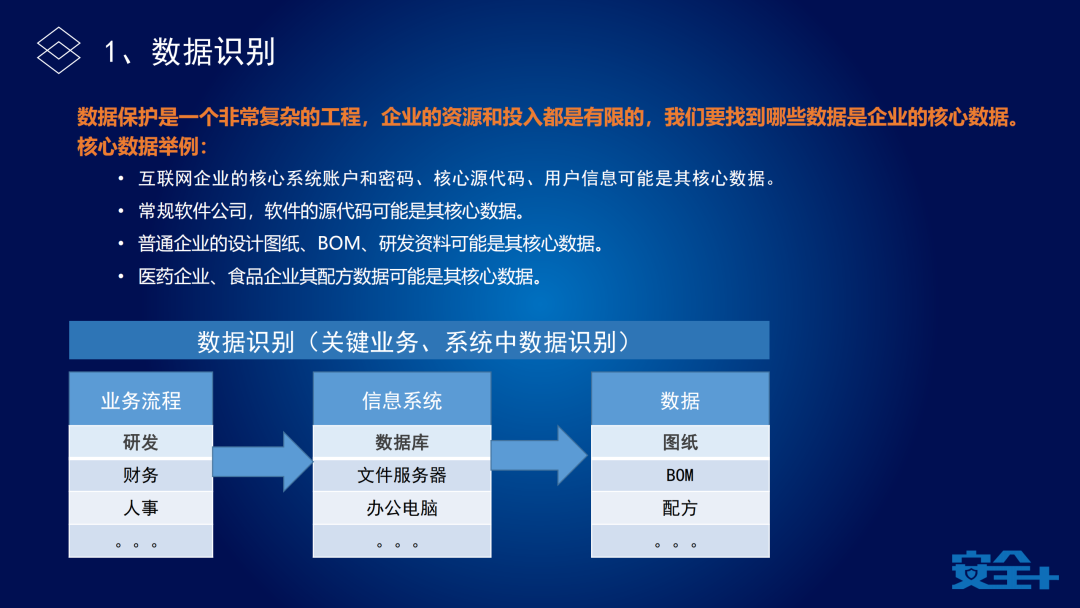 1、数据识别
数据保护是一个非常复杂的工程，企业的资源和投入都是有限的，我们要找到哪些数据是企业的核心数据。
核心数据举例：
• 互联网企业的核心系统账户和密码、核心源代码、用户信息可能是其核心数据。
• 常规软件公司，软件的源代码可能是其核心数据。
• 普通企业的设计图纸、BOM、研发资料可能是其核心数据。
• 医药企业、食品企业其配方数据可能是其核心数据。
数据识别（关键业务、系统中数据识别）
业务流程 信息系统 数据
研发 数据库 图纸
财务 文件服务器 BOM
人事 办公电脑 配方
。。。 。。。 。。。
安全+